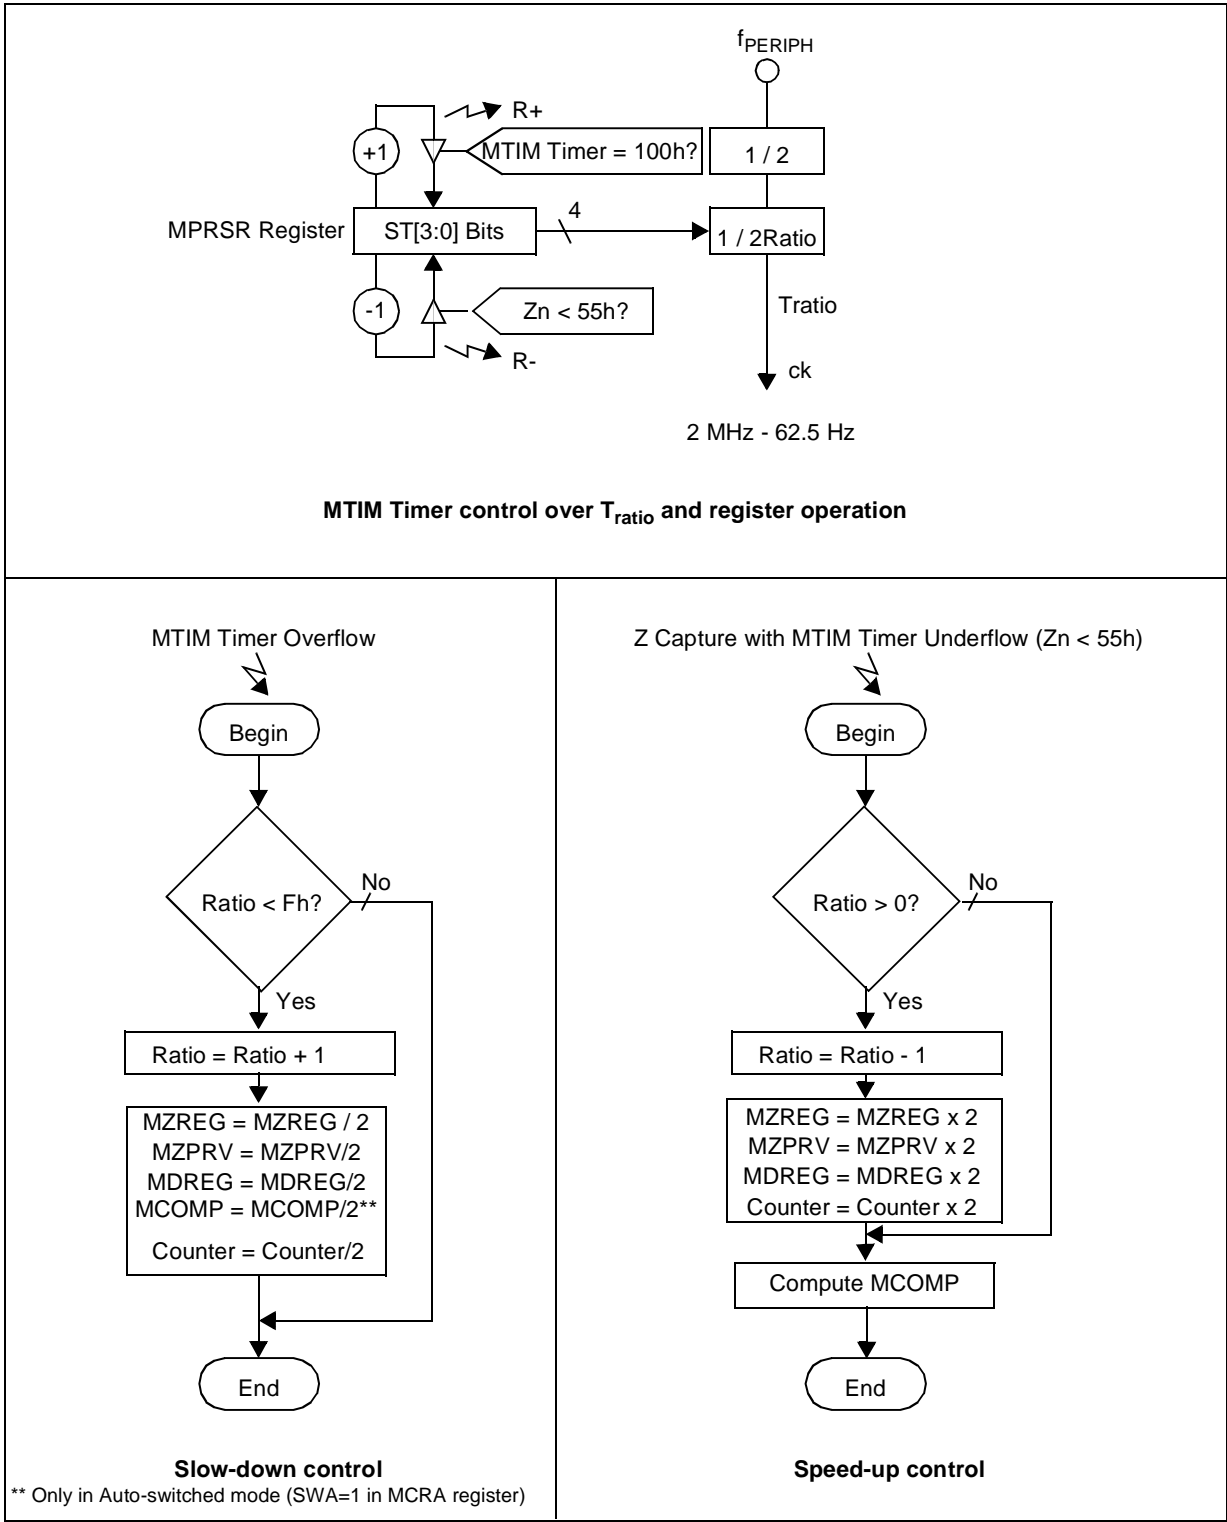 fPERIPH
R+
+1
MTIM Timer = 100h?
1 / 2
4
MPRSR Register
ST[3:0] Bits
1 / 2Ratio
-1
Zn < 55h?
Tratio
R-
ck
2 MHz - 62.5 Hz
MTIM Timer control over Tratio and register operation
MTIM Timer Overflow
Begin
Ratio < Fh?
No
Yes
Ratio = Ratio + 1
MZREG = MZREG / 2
MZPRV = MZPRV/2
MDREG = MDREG/2
MCOMP = MCOMP/2**
Counter = Counter/2
End
Slow-down control
** Only in Auto-switched mode (SWA=1 in MCRA register)
Z Capture with MTIM Timer Underflow (Zn < 55h)
Begin
Ratio > 0?
No
Yes
Ratio = Ratio - 1
MZREG = MZREG x 2
MZPRV = MZPRV x 2
MDREG = MDREG x 2
Counter = Counter x 2
Compute MCOMP
End
Speed-up control